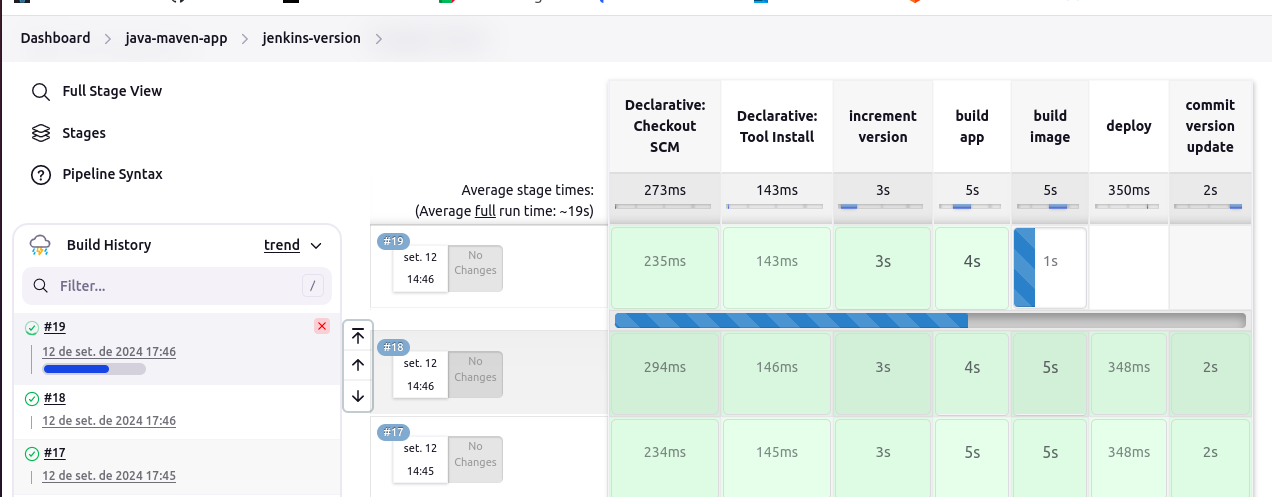 Dashboard > java-maven-app > jenkins-version >
Full Stage View
Stages
Pipeline Syntax
Build History
trend
Filter...
/
#19
12 de set. de 2024 17:46
#18
12 de set. de 2024 17:46
#17
12 de set. de 2024 17:45
Declarative:
Checkout
SCM
Declarative:
Tool Install
increment
version
build
app
build
image
deploy
commit
version
update
Average stage times:
(Average full run time: ~19s)
273ms 143ms 3s 5s 5s 350ms 2s
#19
set. 12
14:46
No
Changes
235ms 143ms 3s 4s 1s
#18
set. 12
14:46
No
Changes
294ms 146ms 3s 4s 5s 348ms 2s
#17
set. 12
14:45
No
Changes
234ms 145ms 3s 5s 5s 348ms 2s